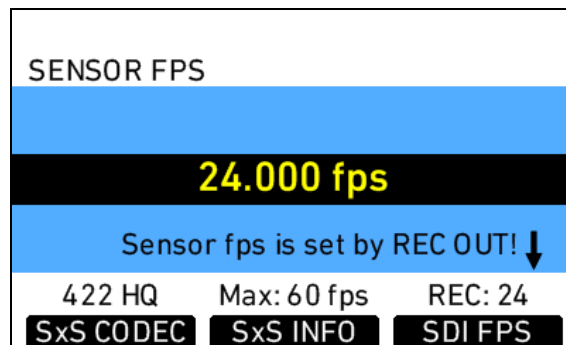 SENSOR FPS
24.000 fps
Sensor fps is set by REC OUT!
422 HQ Max: 60 fps REC: 24
SxS CODEC SxS INFO SDI FPS